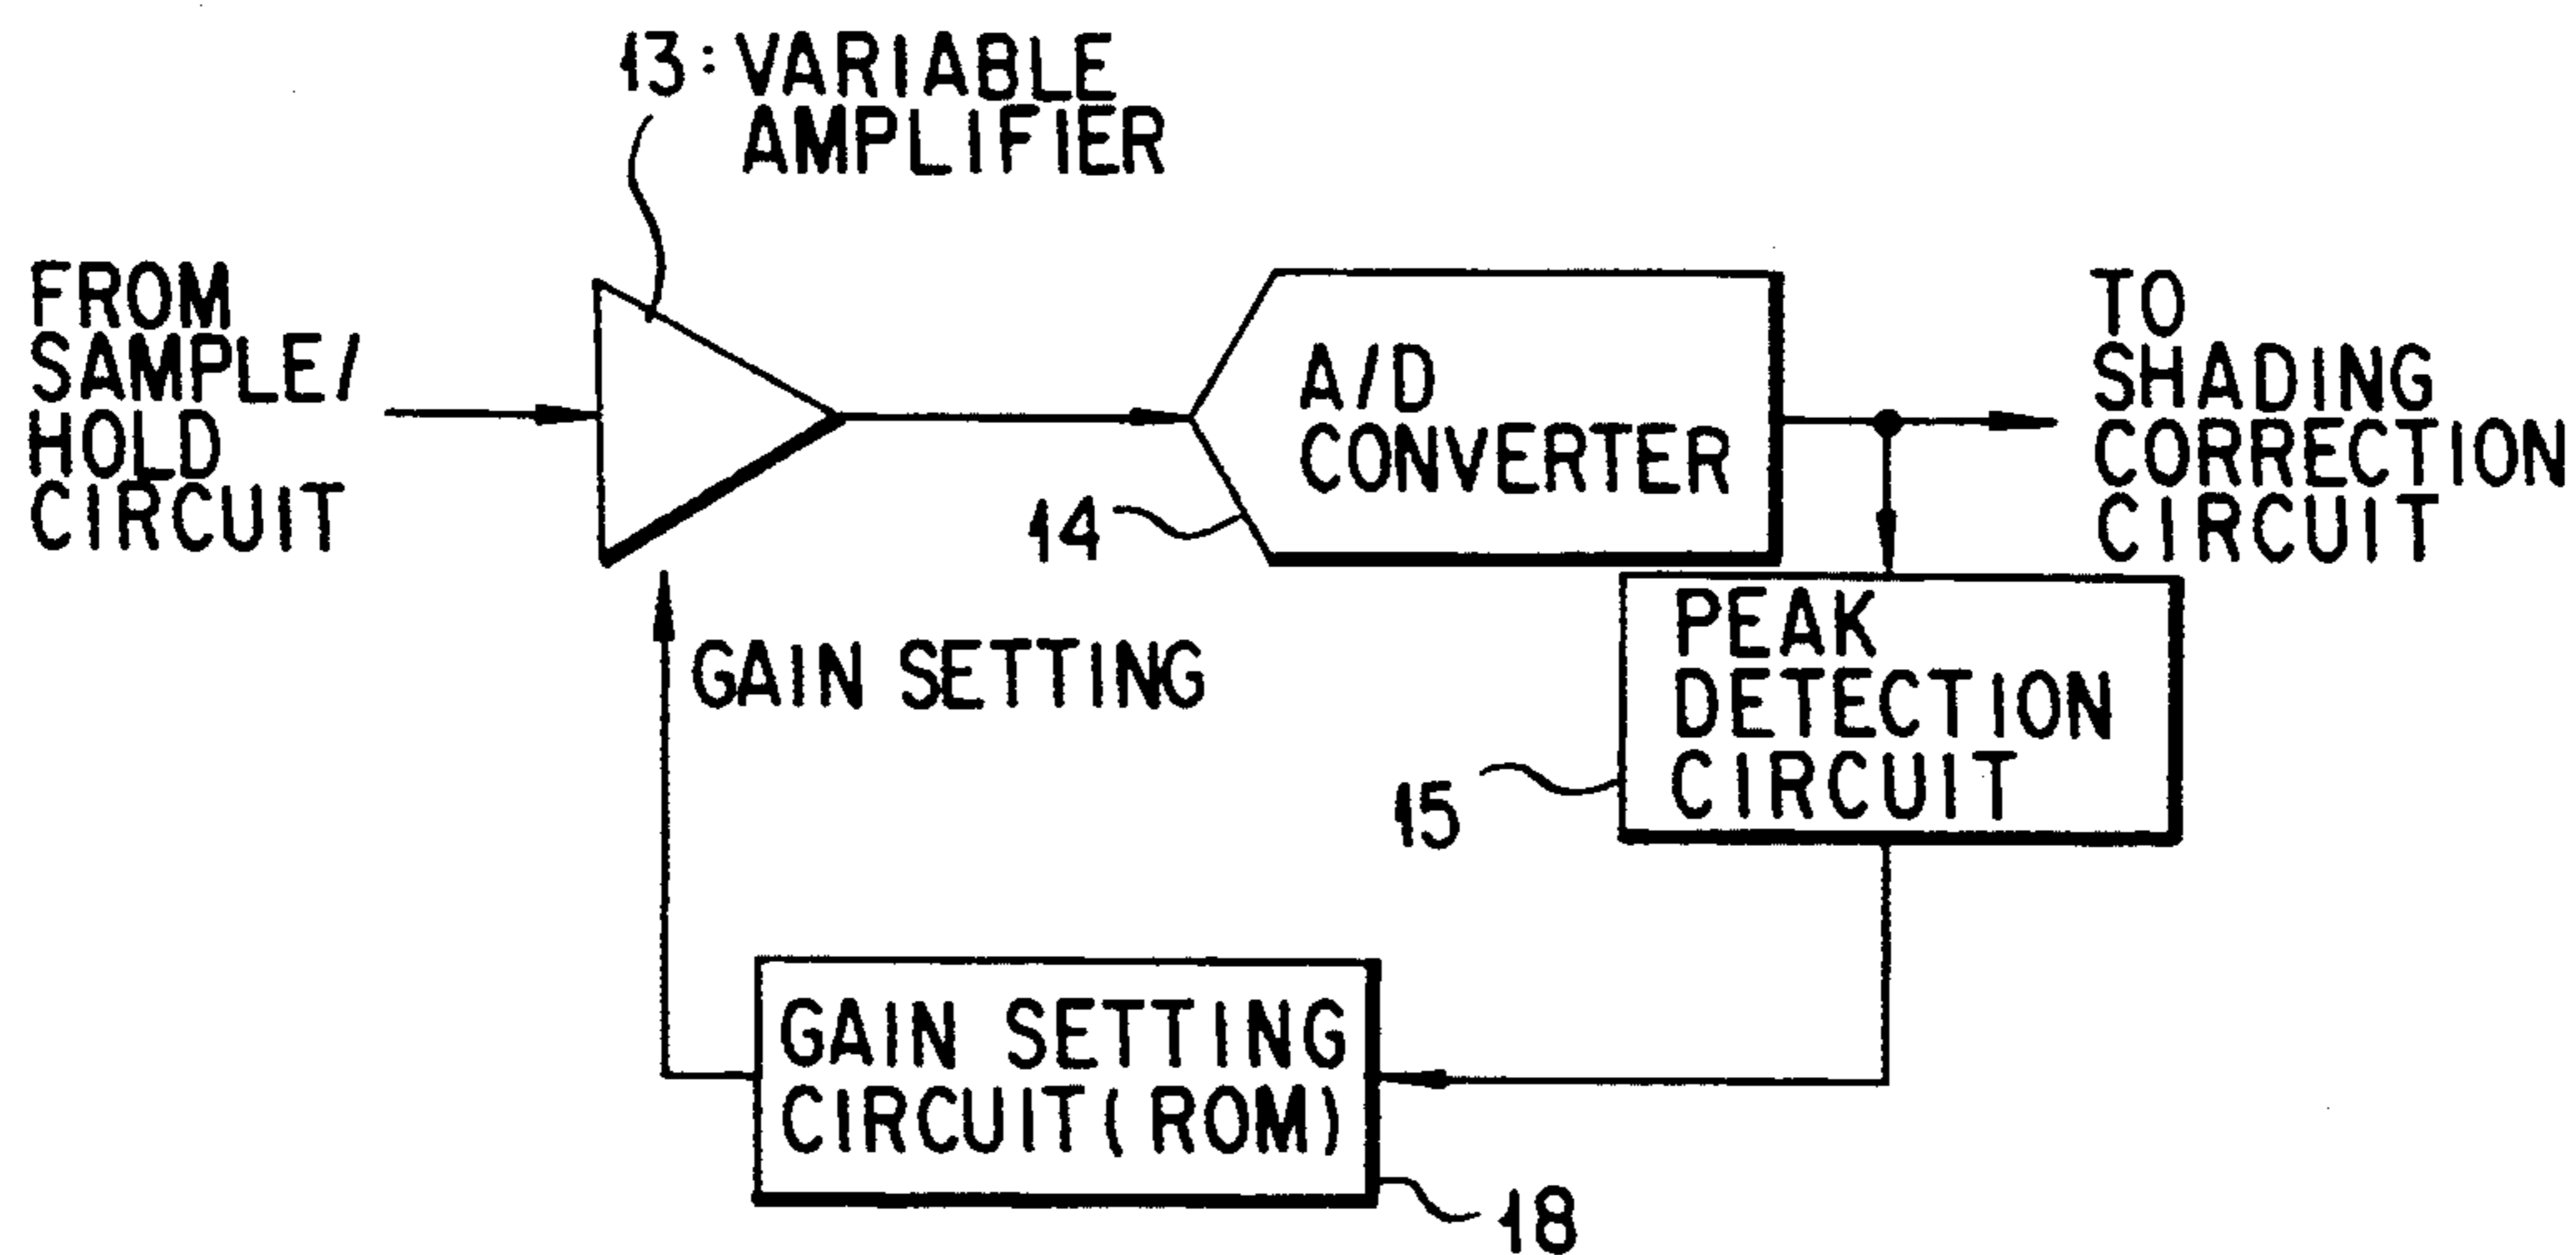 13: VARIABLE
AMPLIFIER
FROM
SAMPLE/
HOLD
CIRCUIT
A/D
CONVERTER
14
TO
SHADING
CORRECTION
CIRCUIT
GAIN SETTING
PEAK
DETECTION
CIRCUIT
15
GAIN SETTING
CIRCUIT(ROM)
18